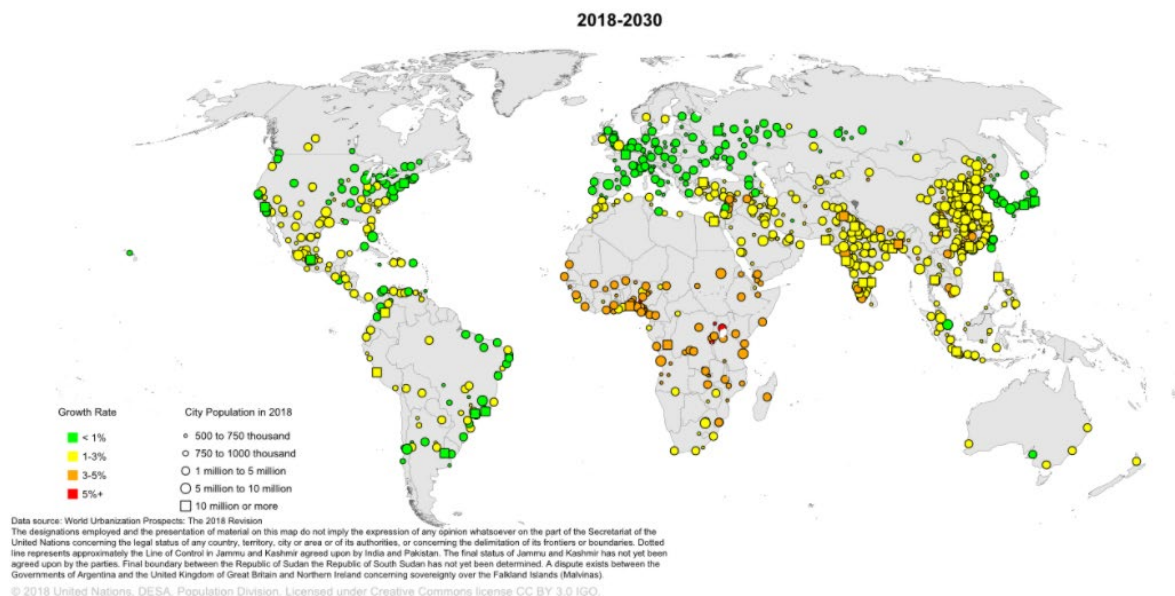 2018-2030
Growth Rate
< 1%
1-3%
3-5%
5%+
City Population in 2018
500 to 750 thousand
750 to 1000 thousand
1 million to 5 million
5 million to 10 million
10 million or more
Data source: World Urbanization Prospects: The 2018 Revision
The designations employed and the presentation of material on this map do not imply the expression of any opinion whatsoever on the part of the Secretariat of the
United Nations concerning the legal status of any country, territory, city or area or of its authorities, or concerning the delimitation of its frontiers or boundaries. Dotted
line represents approximately the Line of Control in Jammu and Kashmir agreed upon by India and Pakistan. The final status of Jammu and Kashmir has not yet been
agreed upon by the parties. Final boundary between the Republic of Sudan the Republic of South Sudan has not yet been determined. A dispute exists between the
Governments of Argentina and the United Kingdom of Great Britain and Northern Ireland concerning sovereignty over the Falkland Islands (Malvinas).
© 2018 United Nations, DESA, Population Division. Licensed under Creative Commons license CC BY 3.0 IGO.